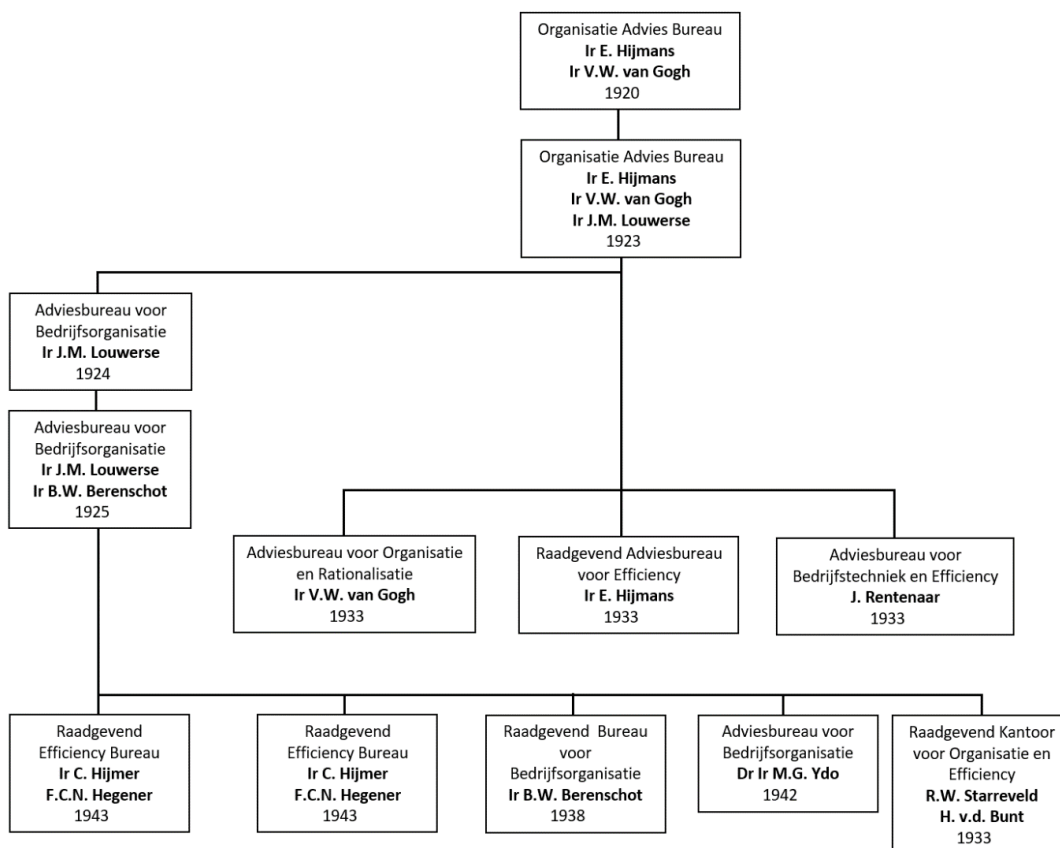 Organisatie Advies Bureau
Ir E. Hijmans
Ir V.W. van Gogh
1920
Organisatie Advies Bureau
Ir E. Hijmans
Ir V.W. van Gogh
Ir J.M. Louwerse
1923
Adviesbureau voor
Bedrijfsorganisatie
Ir J.M. Louwerse
1924
Adviesbureau voor
Bedrijfsorganisatie
Ir J.M. Louwerse
Ir B.W. Berenschot
1925
Adviesbureau voor Organisatie
en Rationalisatie
Ir V.W. van Gogh
1933
Raadgevend Adviesbureau
voor Efficiency
Ir E. Hijmans
1933
Adviesbureau voor
Bedrijfstechniek en Efficiency
J. Rentenaar
1933
Raadgevend
Efficiency Bureau
Ir C. Hijmer
F.C.N. Hegener
1943
Raadgevend
Efficiency Bureau
Ir C. Hijmer
F.C.N. Hegener
1943
Raadgevend Bureau
voor
Bedrijfsorganisatie
Ir B.W. Berenschot
1938
Adviesbureau voor
Bedrijfsorganisatie
Dr Ir M.G. Ydo
1942
Raadgevend Kantoor
voor Organisatie en
Efficiency
R.W. Starreveld
H. v.d. Bunt
1933